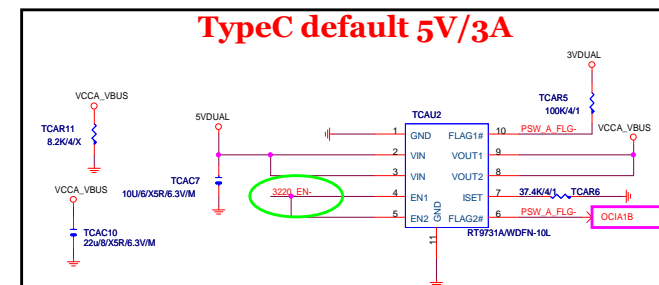 TypeC default 5V/3A
3VDUAL
VCCA_VBUS
TCAR11
8.2K/4/X
5VDUAL
TCAU2
TCAR5
100K/4/1
VCCA_VBUS
1 GND FLAG1# 10 PSW_A_FLG-
2 VIN VOUT1 9
3 VIN VOUT2 8
TCAC7
10U/6/X5R/6.3V/M
3220_EN- 4 EN1 ISET 7 37.4K/4/1 TCAR6
5 EN2 FLAG2# 6 PSW_A_FLG- OCIA1B
GND
11
RT9731A/WDFN-10L
VCCA_VBUS
TCAC10
22u/8/X5R/6.3V/M